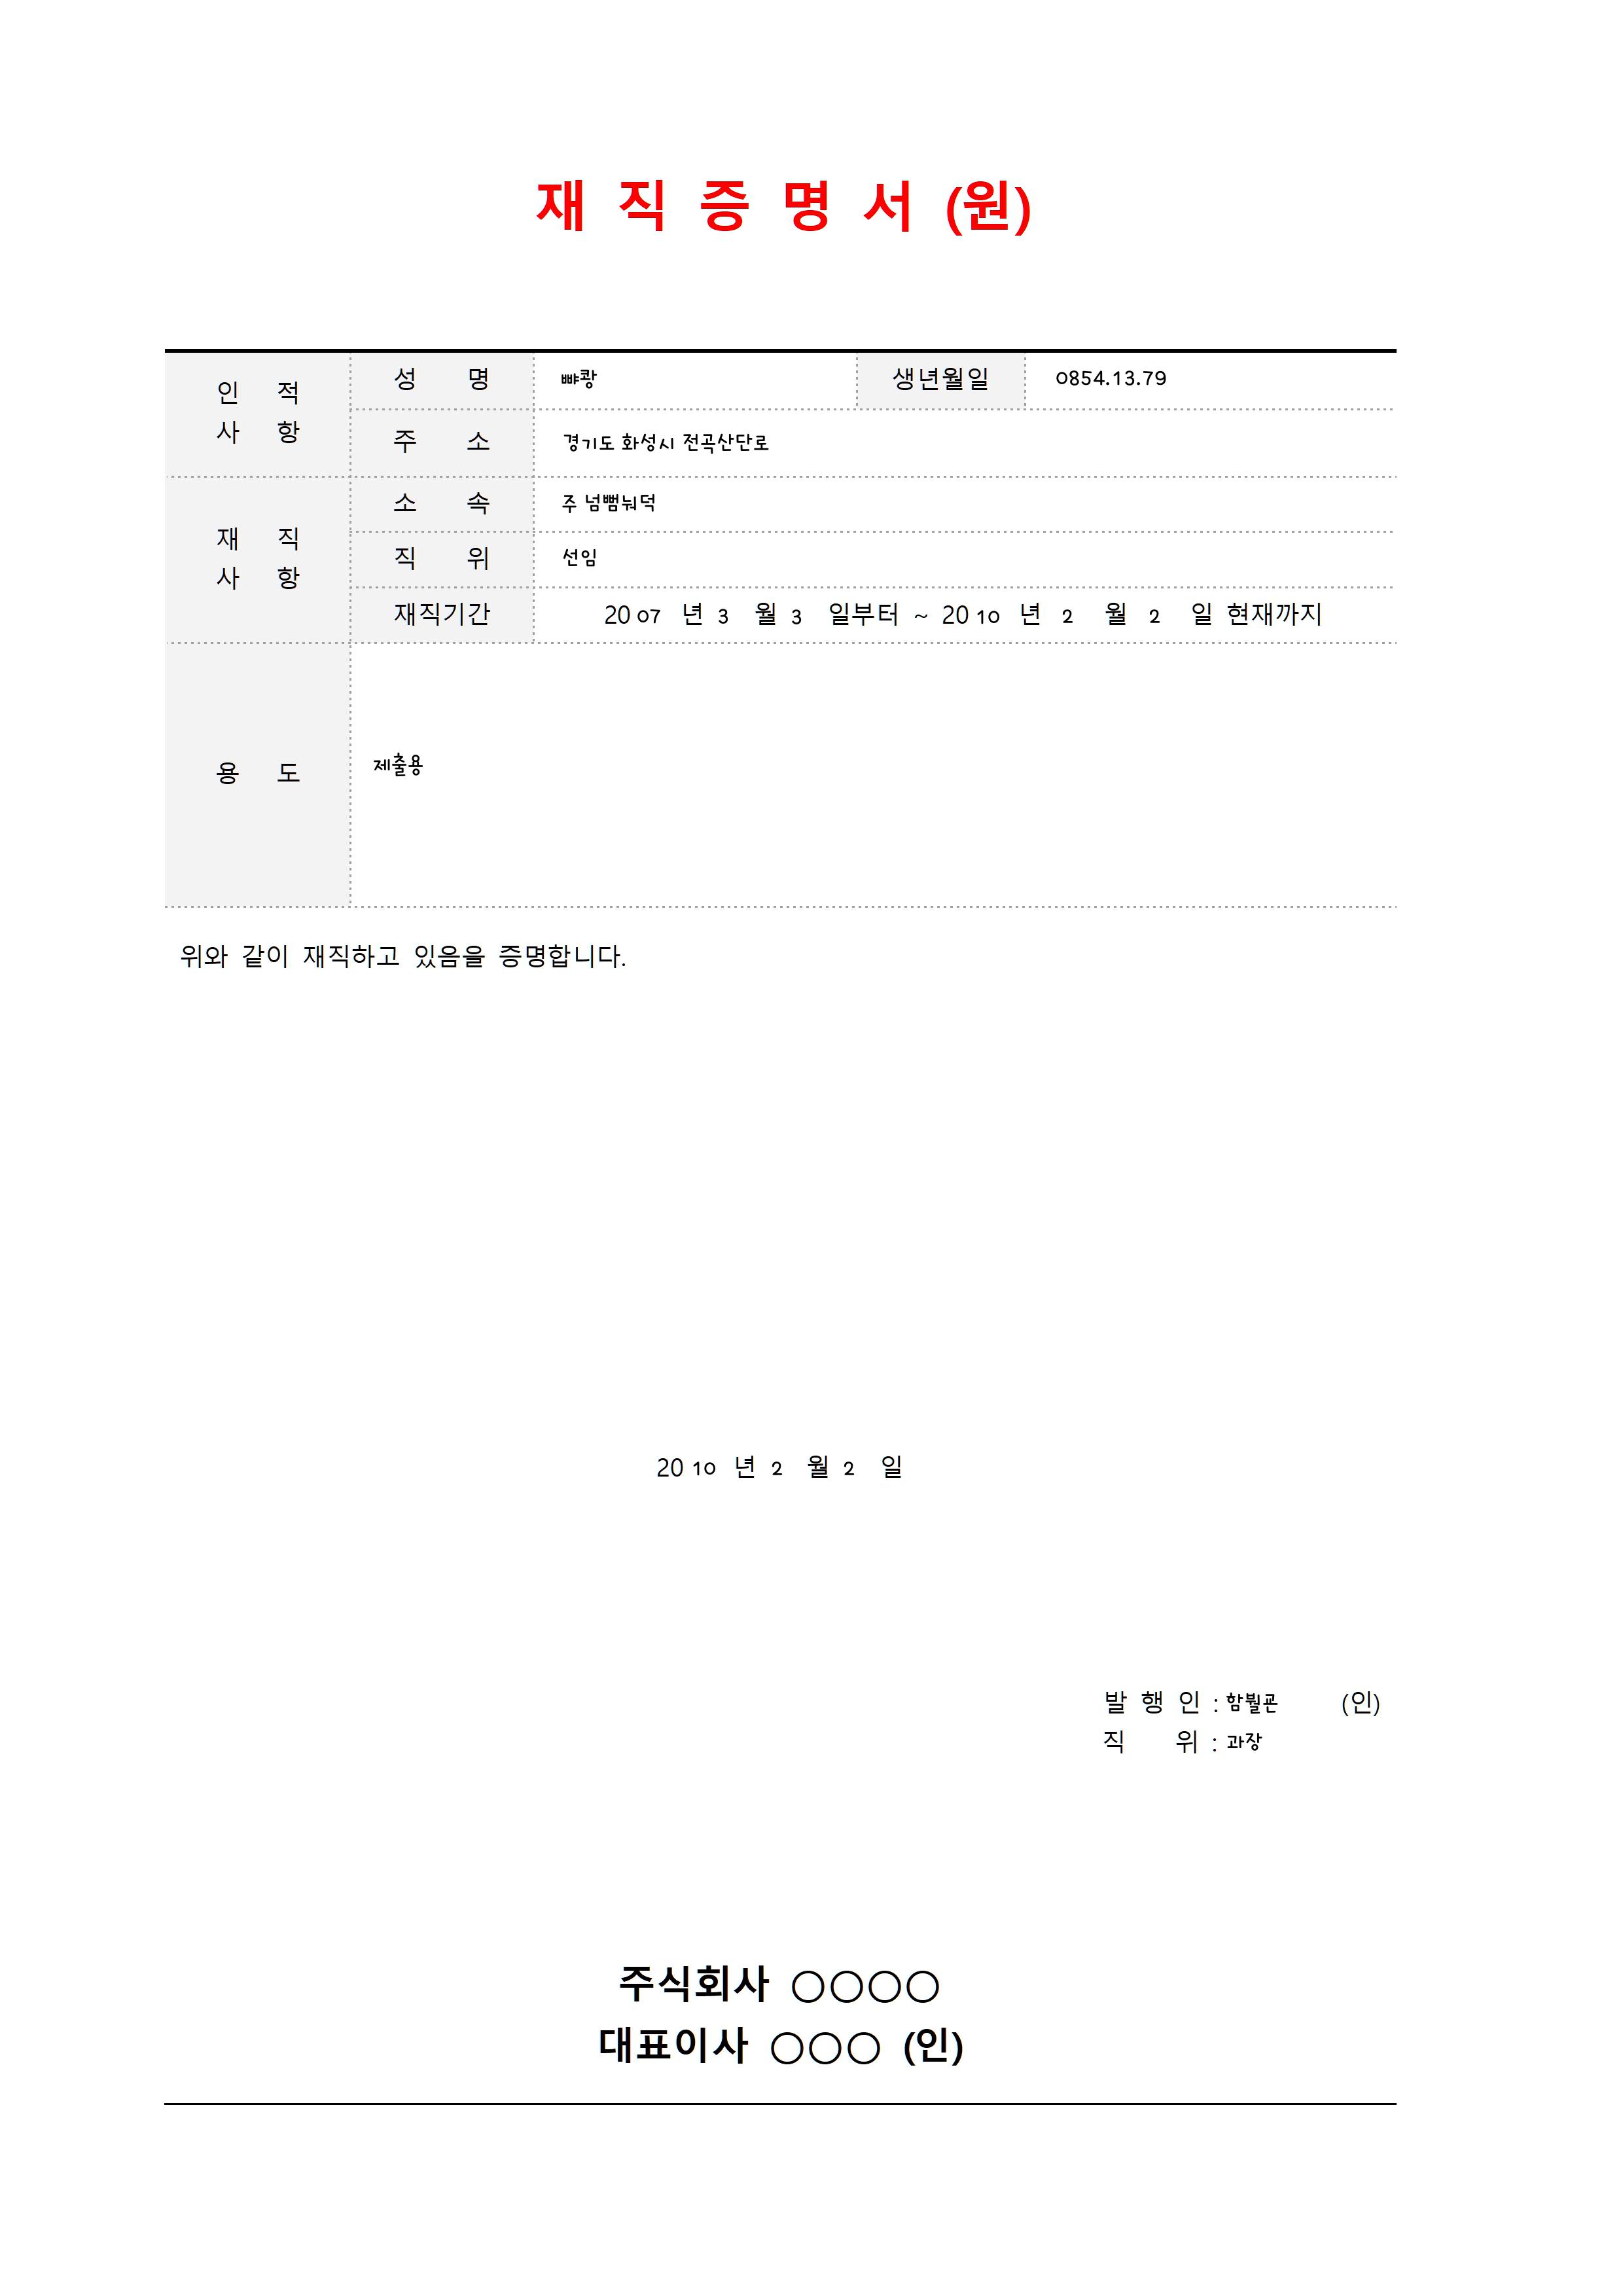 재 직 증 명 서 (원)
인 적 사 항
성 명 뺘쾅 생년월일 0854.13.79
주 소 경기도 화성시 전곡산단로
재 직 사 항
소 속 주 넘뻠눠덕
직 위 선임
재직기간 20 07 년 3 월 3 일부터 ~ 20 10 년 2 월 2 일 현재까지
용 도 제출용
위와 같이 재직하고 있음을 증명합니다.
20 10 년 2 월 2 일
발 행 인 : 함뷜굔 (인)
직 위 : 과장
주식회사 ○○○○
대표이사 ○○○ (인)